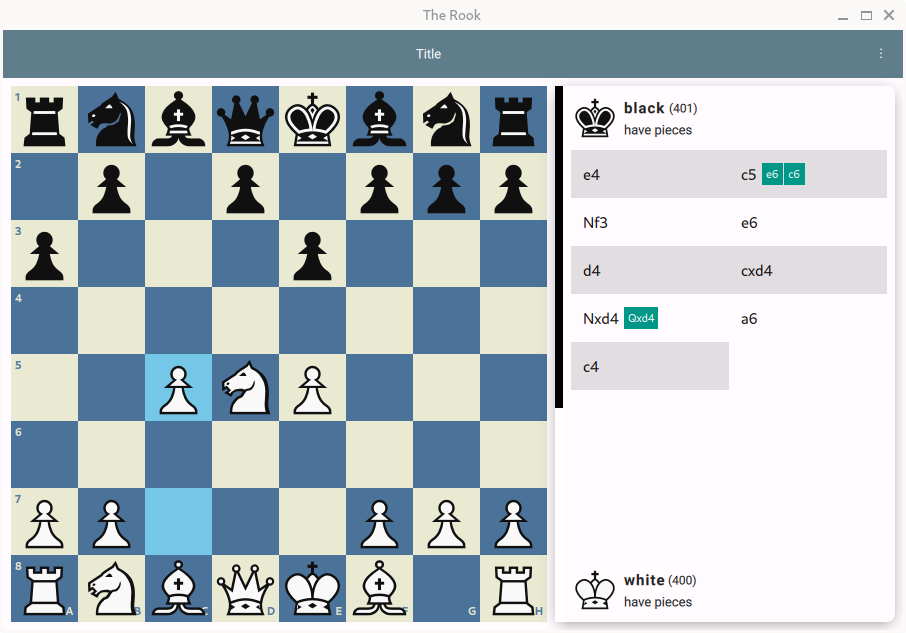 The Rook
Title
1
2
3
4
5
6
7
8
A B C D E F G H
black (401)
have pieces
e4 c5 e6 c6
Nf3 e6
d4 cxd4
Nxd4 Qxd4 a6
c4
white (400)
have pieces